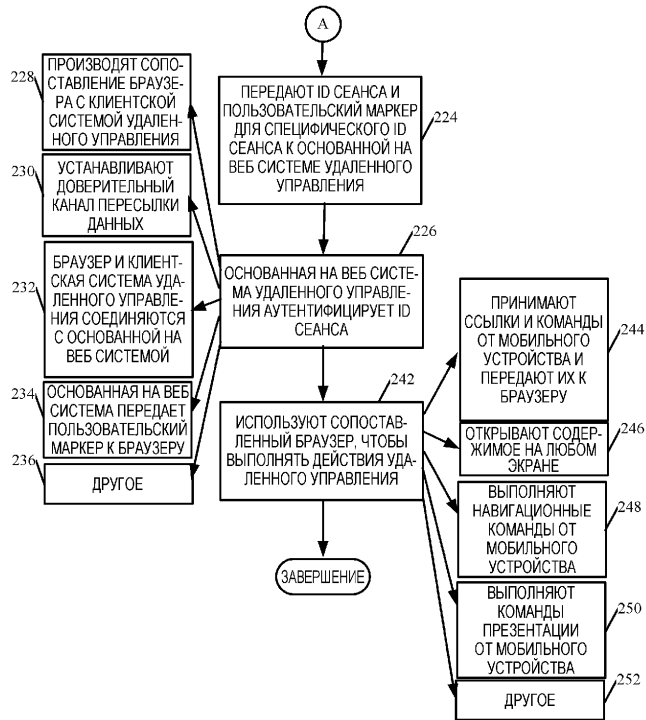 A
228
ПРОИЗВОДЯТ СОПО-
СТАВЛЕНИЕ БРАУЗЕ-
РА С КЛИЕНТСКОЙ
СИСТЕМОЙ УДАЛЕН-
НОГО УПРАВЛЕНИЯ
ПЕРЕДАЮТ ID СЕАНСА И
ПОЛЬЗОВАТЕЛЬСКИЙ МАРКЕР
ДЛЯ СПЕЦИФИЧЕСКОГО ID
СЕАНСА К ОСНОВАННОЙ НА
ВЕБ СИСТЕМЕ УДАЛЕННОГО
УПРАВЛЕНИЯ
224
230
УСТАНАВЛИВАЮТ
ДОВЕРИТЕЛЬНЫЙ
КАНАЛ ПЕРЕСЫЛКИ
ДАННЫХ
226
ОСНОВАННАЯ НА ВЕБ СИСТЕ-
МА УДАЛЕННОГО УПРАВЛЕ-
НИЯ АУТЕНТИФИЦИРУЕТ ID
СЕАНСА
232
БРАУЗЕР И КЛИЕНТ-
СКАЯ СИСТЕМА УДА-
ЛЕННОГО УПРАВЛЕ-
НИЯ СОЕДИНЯЮТСЯ
С ОСНОВАННОЙ НА
ВЕБ СИСТЕМОЙ
234
ОСНОВАННАЯ НА ВЕБ
СИСТЕМА ПЕРЕДАЕТ
ПОЛЬЗОВАТЕЛЬСКИЙ
МАРКЕР К БРАУЗЕРУ
236
ДРУГОЕ
242
ИСПОЛЬЗУЮТ СОПОСТАВ-
ЛЕННЫЙ БРАУЗЕР, ЧТОБЫ
ВЫПОЛНЯТЬ ДЕЙСТВИЯ УДА-
ЛЕННОГО УПРАВЛЕНИЯ
ЗАВЕРШЕНИЕ
ПРИНИМАЮТ
ССЫЛКИ И КОМАНДЫ
ОТ МОБИЛЬНОГО
УСТРОЙСТВА И
ПЕРЕДАЮТ ИХ К
БРАУЗЕРУ
244
ОТКРЫВАЮТ СОДЕР-
ЖИМОЕ НА ЛЮБОМ
ЭКРАНЕ
246
ВЫПОЛНЯЮТ
НАВИГАЦИОННЫЕ
КОМАНДЫ ОТ
МОБИЛЬНОГО
УСТРОЙСТВА
248
ВЫПОЛНЯЮТ
КОМАНДЫ
ПРЕЗЕНТАЦИИ
ОТ МОБИЛЬНОГО
УСТРОЙСТВА
250
ДРУГОЕ
252